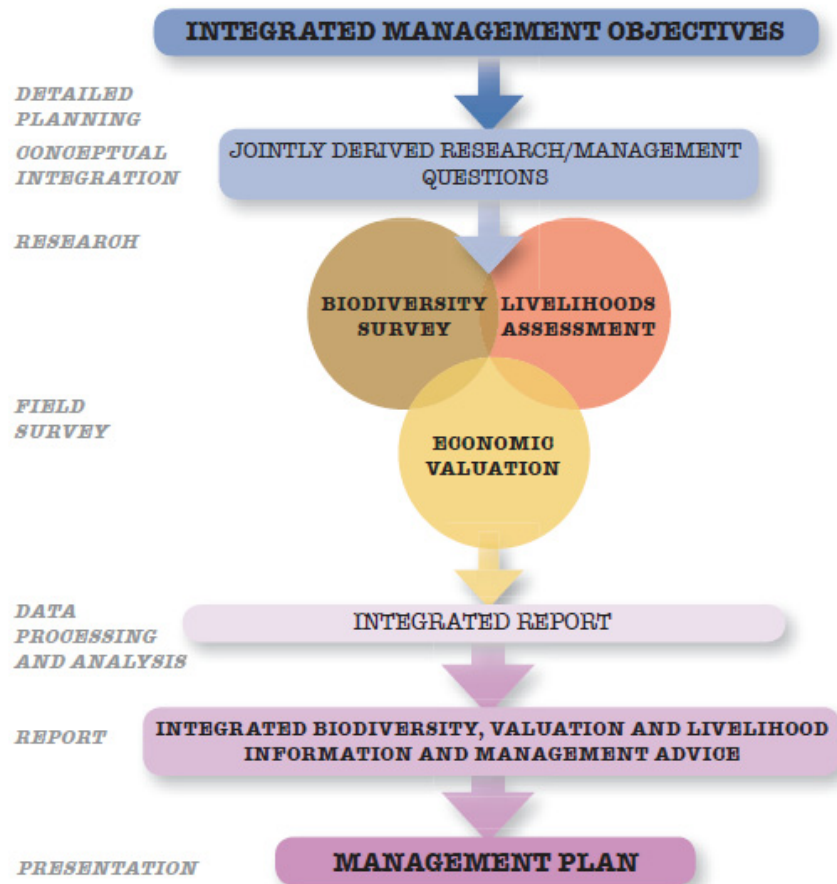 INTEGRATED MANAGEMENT OBJECTIVES
DETAILED
PLANNING
CONCEPTUAL
INTEGRATION
JOINTLY DERIVED RESEARCH/MANAGEMENT
QUESTIONS
RESEARCH
BIODIVERSITY
SURVEY
LIVELIHOODS
ASSESSMENT
FIELD
SURVEY
ECONOMIC
VALUATION
DATA
PROCESSING
AND ANALYSIS
INTEGRATED REPORT
REPORT
INTEGRATED BIODIVERSITY, VALUATION AND LIVELIHOOD
INFORMATION AND MANAGEMENT ADVICE
PRESENTATION
MANAGEMENT PLAN